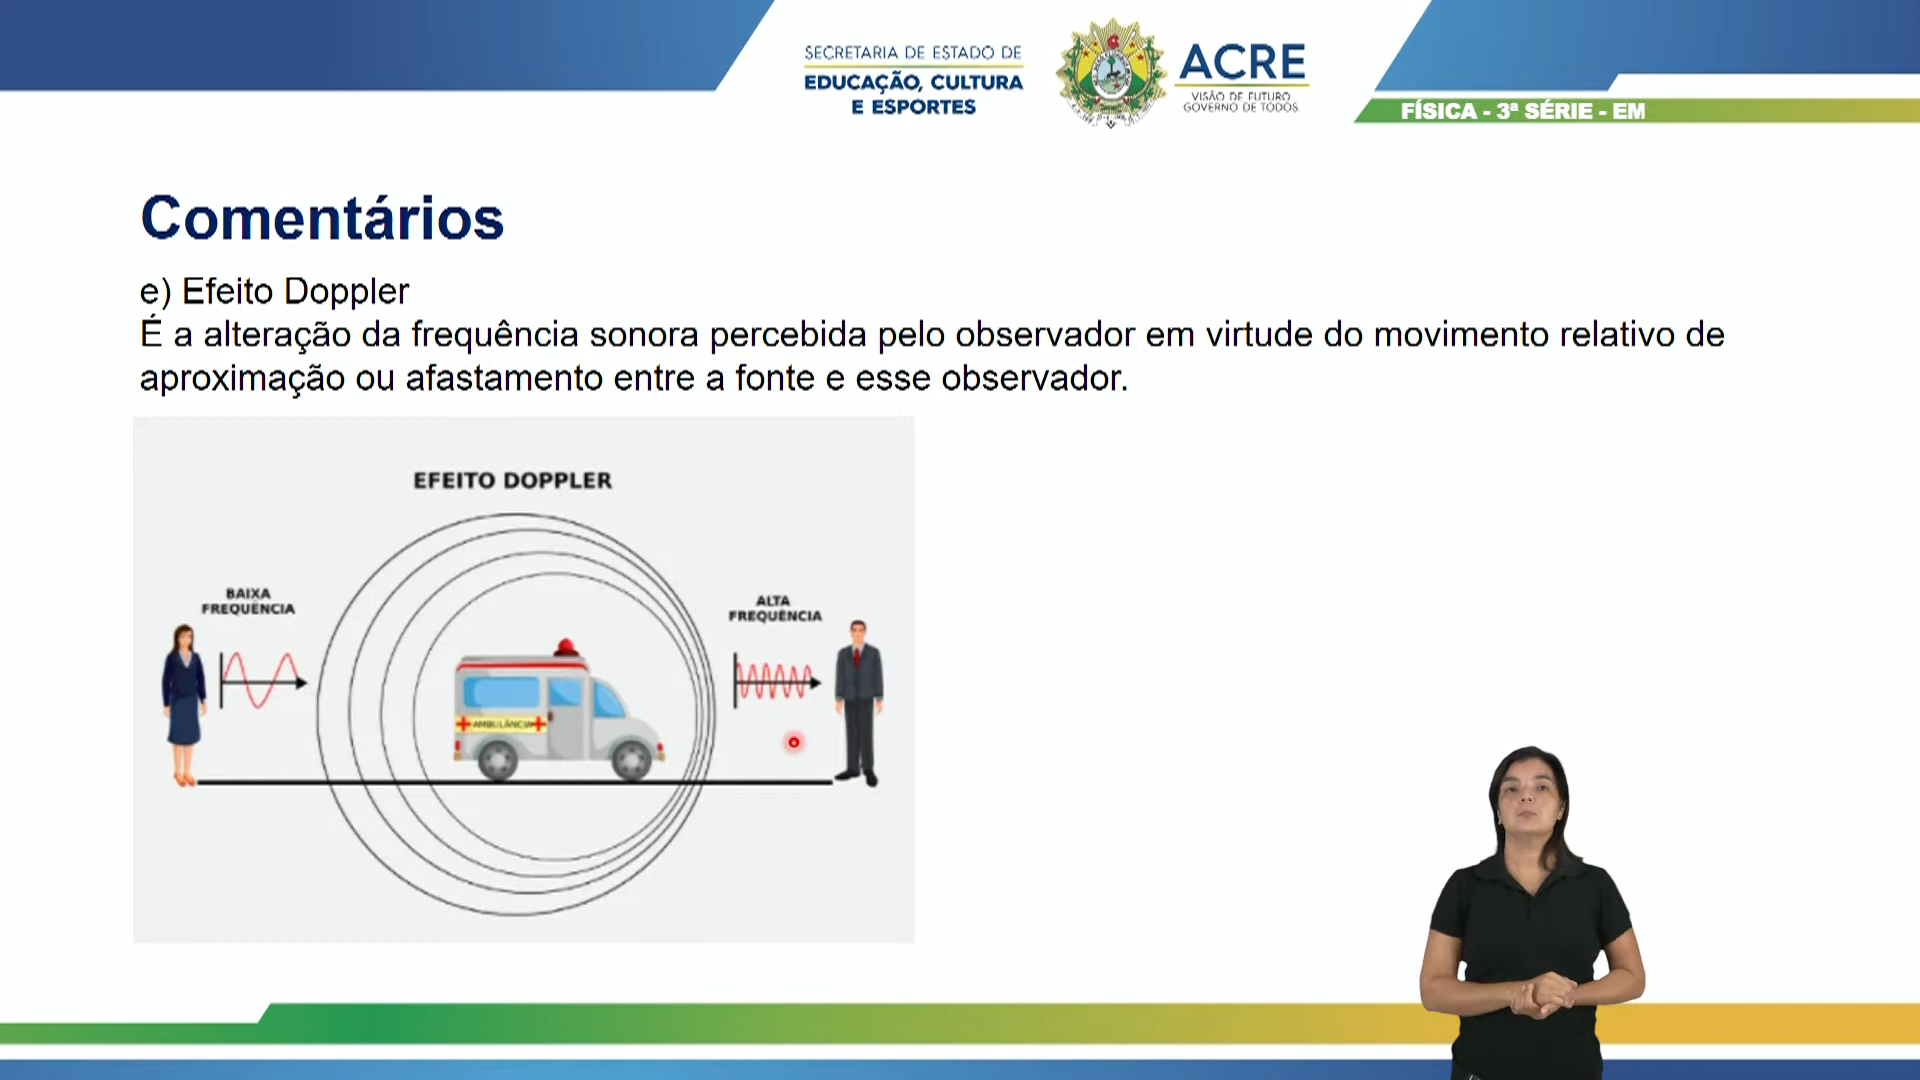 SECRETARIA DE ESTADO DE
EDUCAÇÃO, CULTURA
E ESPORTES
ACRE
VISÃO DE FUTURO
GOVERNO DE TODOS
FÍSICA - 3ª SÉRIE - EM
Comentários
e) Efeito Doppler
É a alteração da frequência sonora percebida pelo observador em virtude do movimento relativo de
aproximação ou afastamento entre a fonte e esse observador.
EFEITO DOPPLER
BAIXA
FREQUÊNCIA
ALTA
FREQUÊNCIA
AMBULÂNCIA